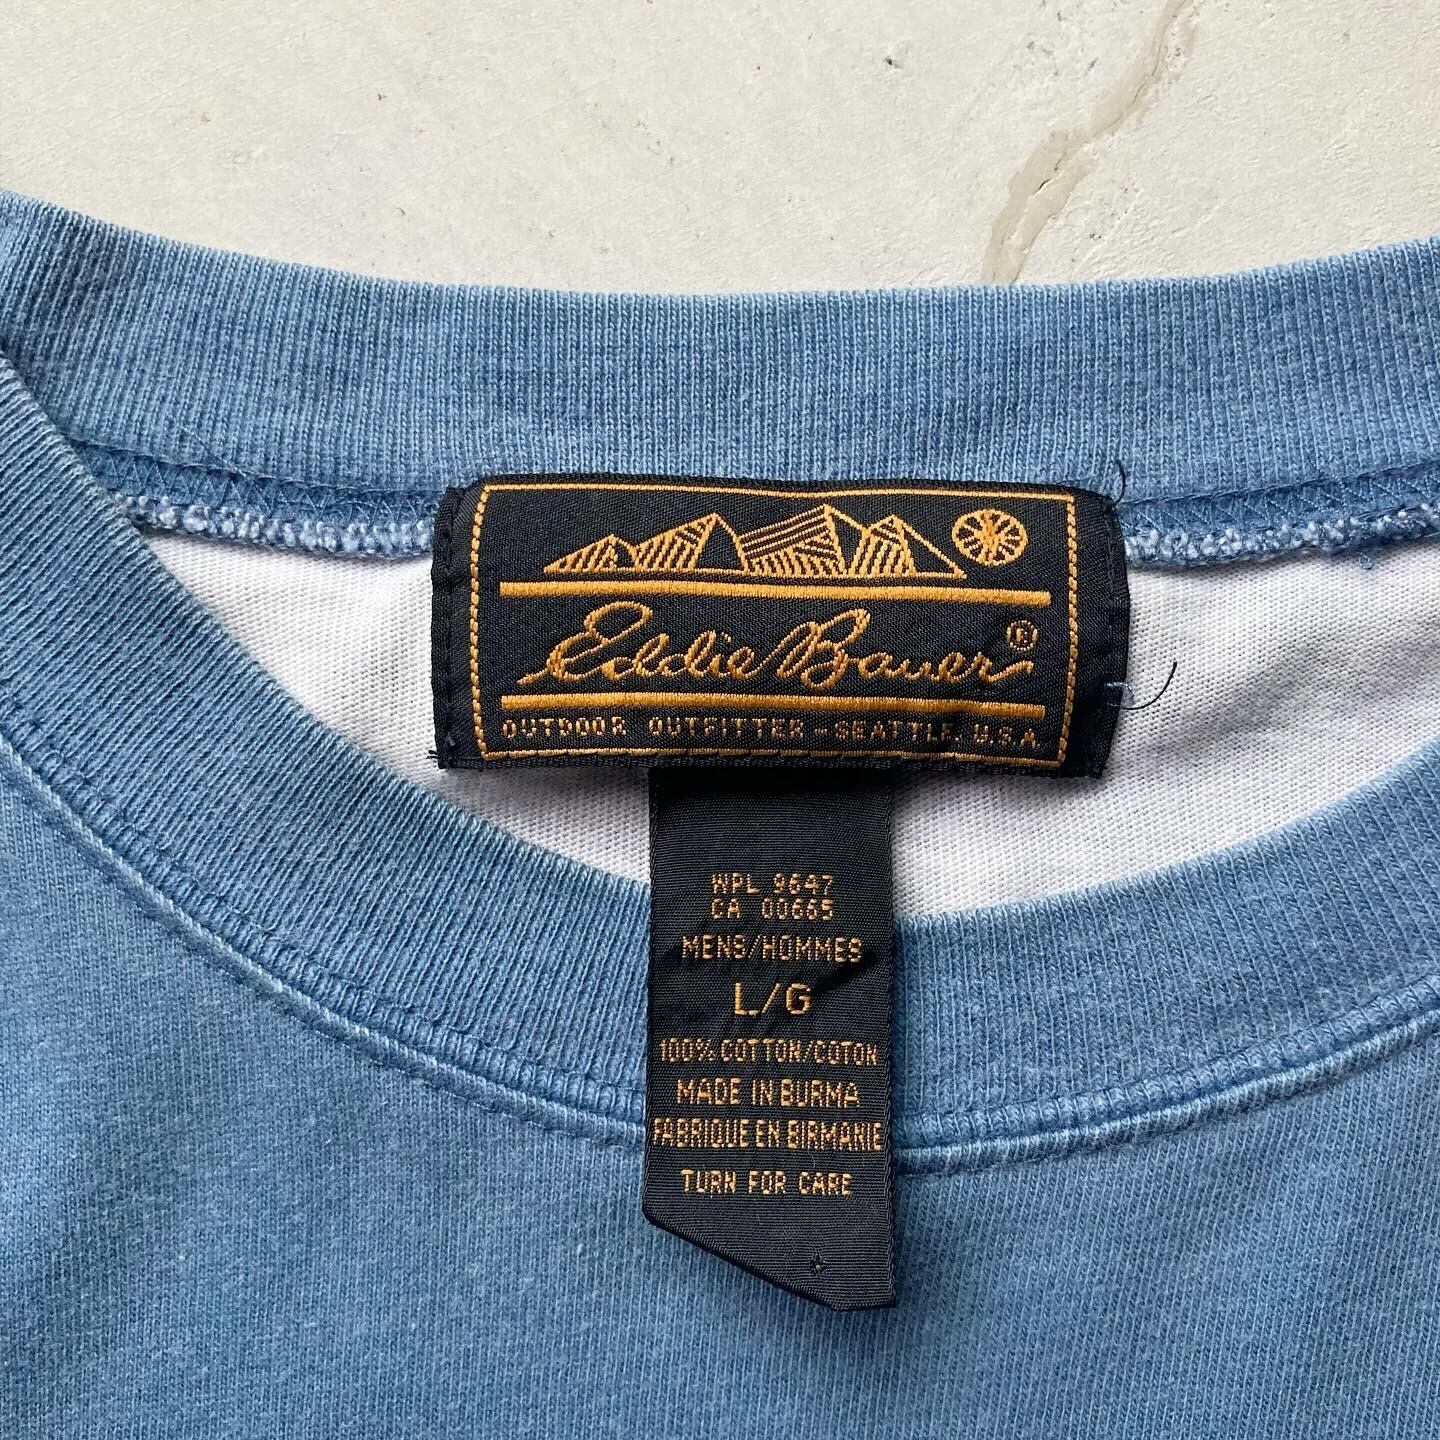 Eddie Bauer ®
OUTDOOR OUTFITTER - SEATTLE, U.S.A
WPL 9647
CA 00665
MENS/HOMMES
L/G
100% COTTON/COTON
MADE IN BURMA
FABRIQUE EN BIRMANIE
TURN FOR CARE